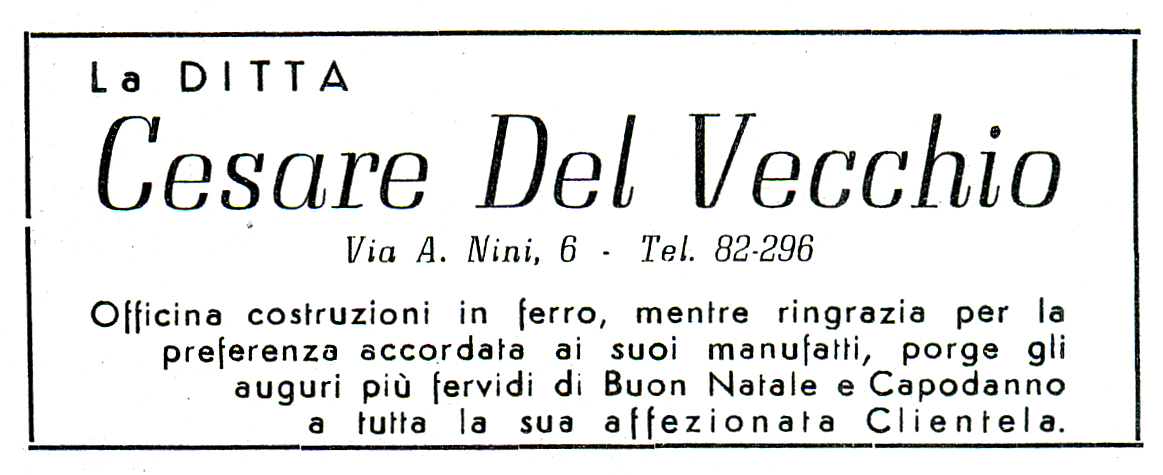 La DITTA
Cesare Del Vecchio
Via A. Nini, 6 - Tel. 82-296
Officina costruzioni in ferro, mentre ringrazia per la
preferenza accordata ai suoi manufatti, porge gli
auguri più fervidi di Buon Natale e Capodanno
a tutta la sua affezionata Clientela.